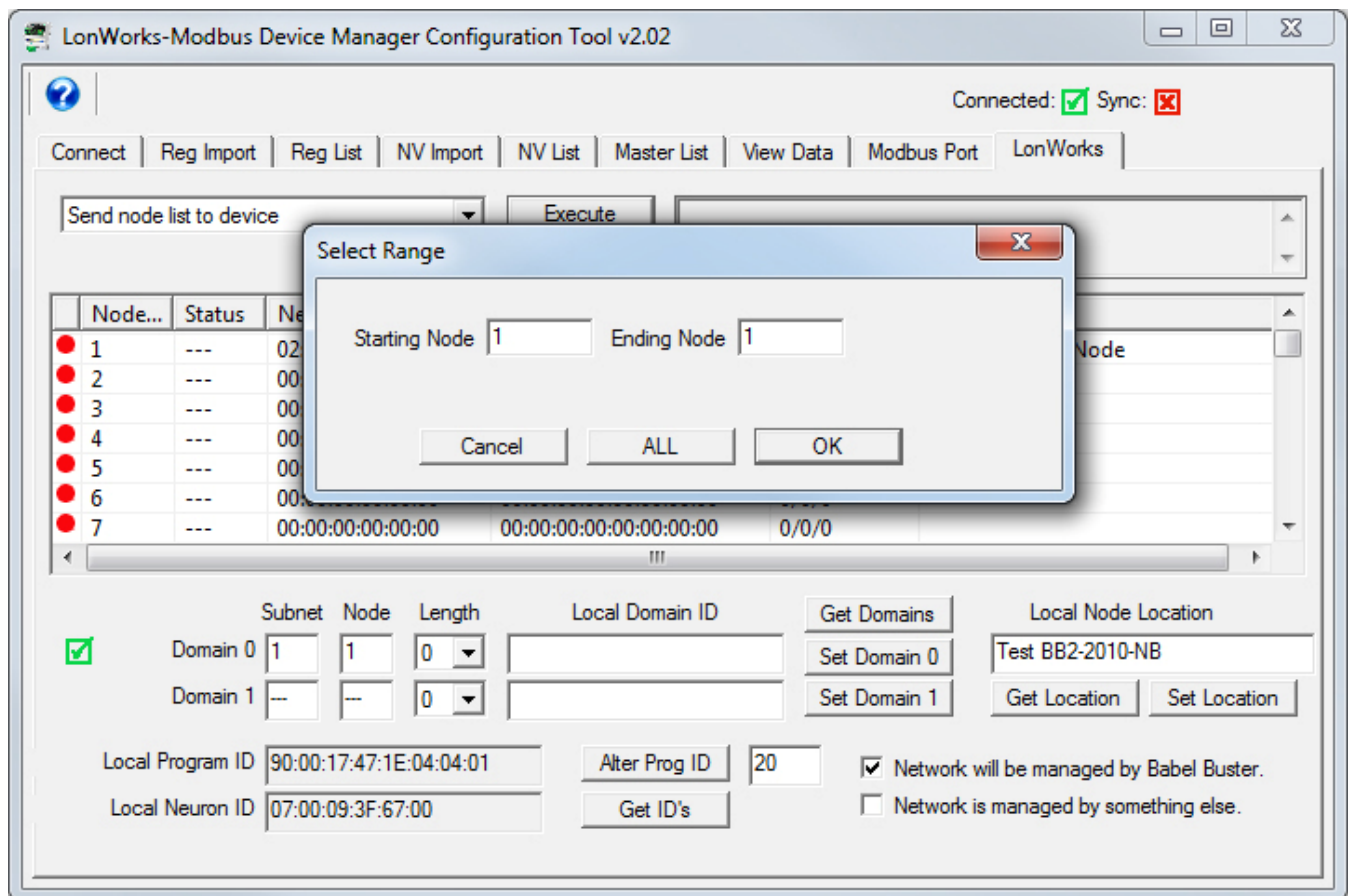 LonWorks-Modbus Device Manager Configuration Tool v2.02
Connected: Sync:
Connect Reg Import Reg List NV Import NV List Master List View Data Modbus Port LonWorks
Send node list to device Execute
Select Range
Node... Status Ne
Starting Node 1 Ending Node 1
1 --- 02 Node
2 --- 00
3 --- 00
4 --- 00
Cancel ALL OK
5 --- 00
6 ---
7 --- 00:00:00:00:00:00 00:00:00:00:00:00:00:00 0/0/0
Subnet Node Length Local Domain ID Get Domains Local Node Location
Domain 0 1 1 0 Set Domain 0 Test BB2-2010-NB
Domain 1 --- --- 0 Set Domain 1 Get Location Set Location
Local Program ID 90:00:17:47:1E:04:04:01 Alter Prog ID 20 Network will be managed by Babel Buster.
Local Neuron ID 07:00:09:3F:67:00 Get ID's Network is managed by something else.